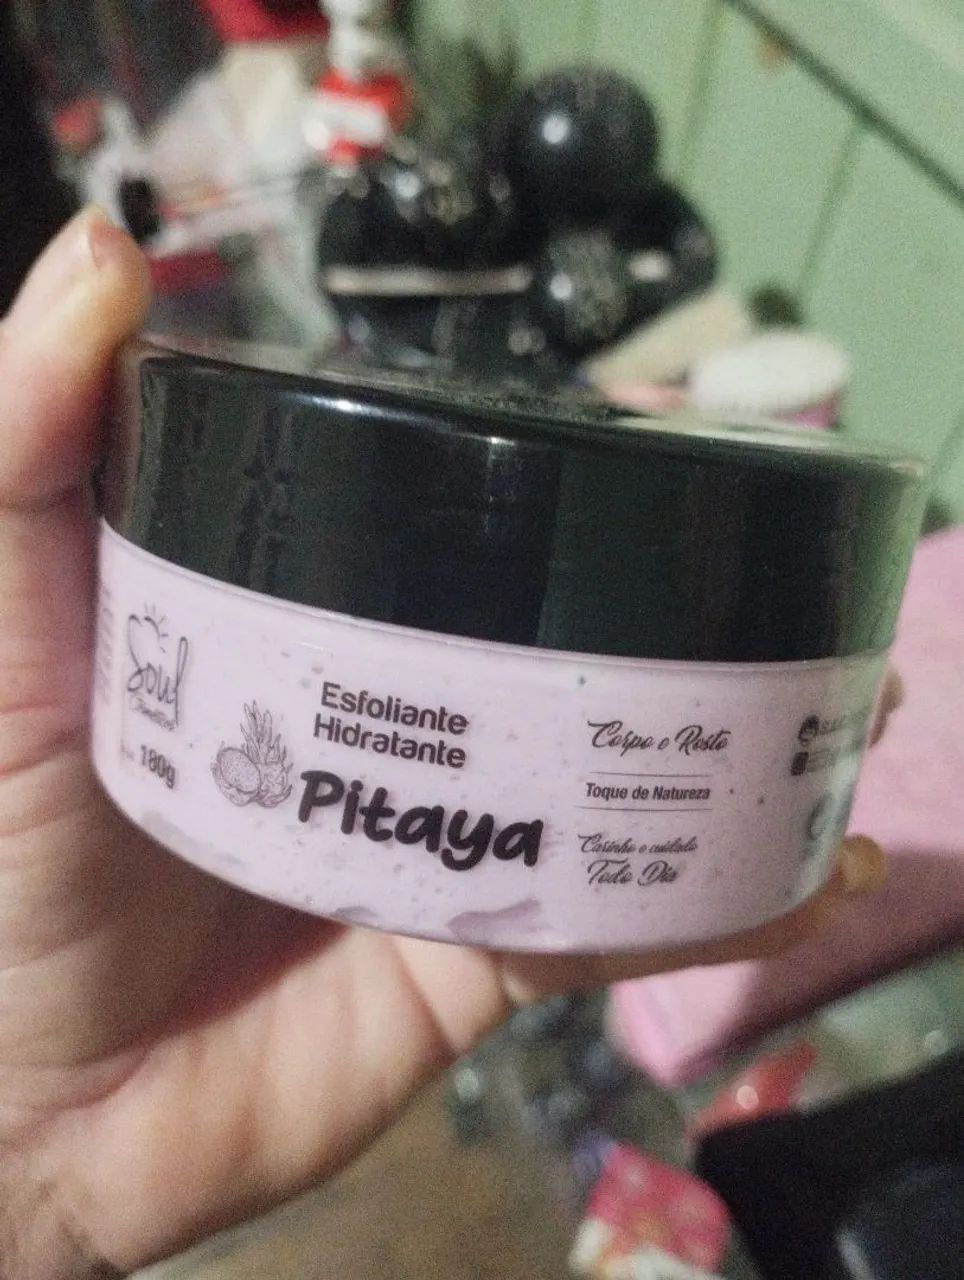 Soul
180g
Esfoliante
Hidratante
Pitaya
Corpo e Rosto
Toque de Natureza
Carinho e cuidado
Todo Dia